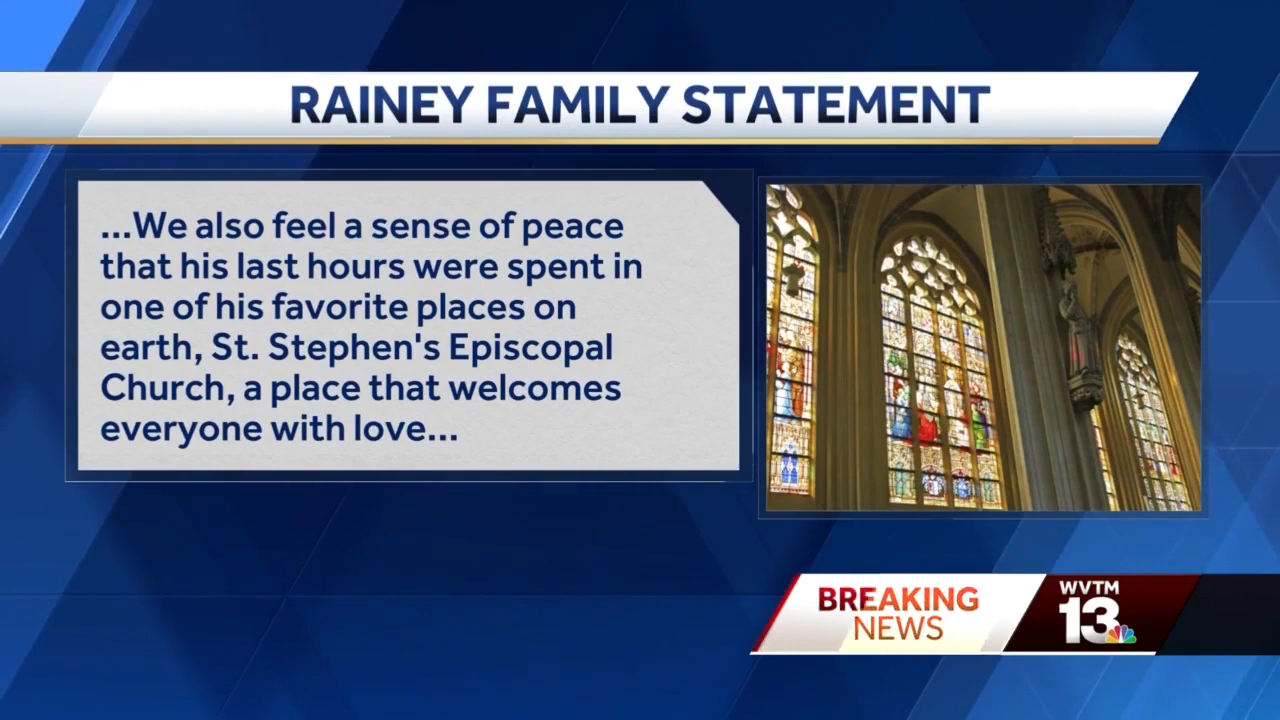 RAINEY FAMILY STATEMENT
...We also feel a sense of peace
that his last hours were spent in
one of his favorite places on
earth, St. Stephen's Episcopal
Church, a place that welcomes
everyone with love...
BREAKING
NEWS
WVTM
13